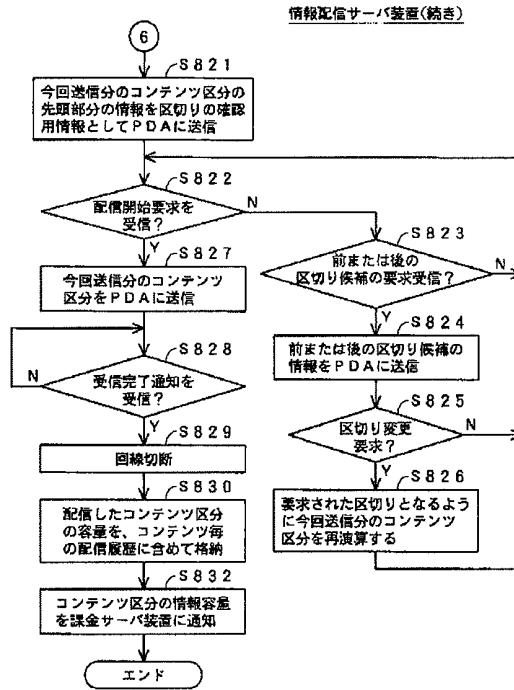 情報配信サーバ装置(続き)
6
S821
今回送信分のコンテンツ区分の
先頭部分の情報を区切りの確認
用情報としてPDAに送信
S822
配信開始要求を
受信？
N
Y
S823
前または後の
区切り候補の要求受信？
N
Y
S827
今回送信分のコンテンツ
区分をPDAに送信
S824
前または後の区切り候補の
情報をPDAに送信
S828
受信完了通知を
受信？
N
Y
S825
区切り変更
要求？
N
Y
S829
回線切断
S826
要求された区切りとなるよう
に今回送信分のコンテンツ
区分を再演算する
S830
配信したコンテンツ区分
の容量を、コンテンツ毎
の配信履歴に含めて格納
S832
コンテンツ区分の情報容量
を課金サーバ装置に通知
エンド